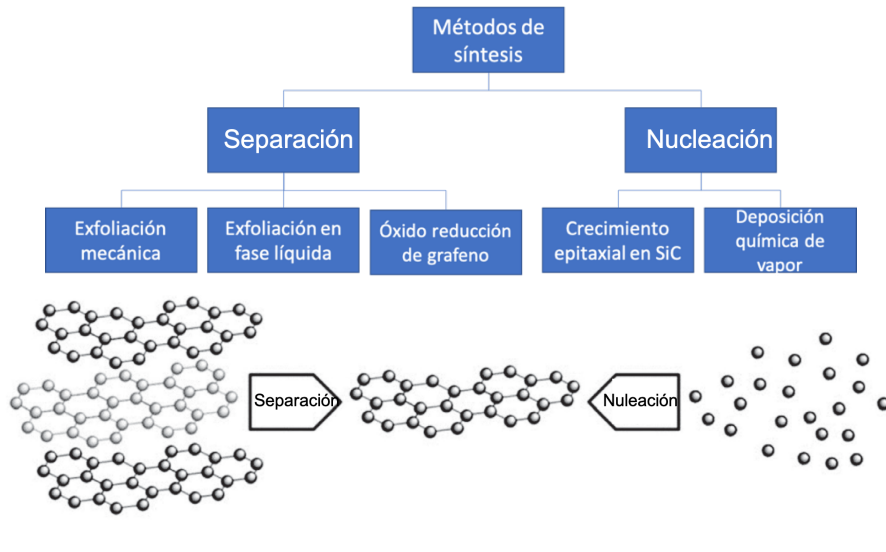 Métodos de
síntesis
Separación
Nucleación
Exfoliación
mecánica
Exfoliación en
fase líquida
Óxido reducción
de grafeno
Crecimiento
epitaxial en SiC
Deposición
química de
vapor
Separación
Nuleación